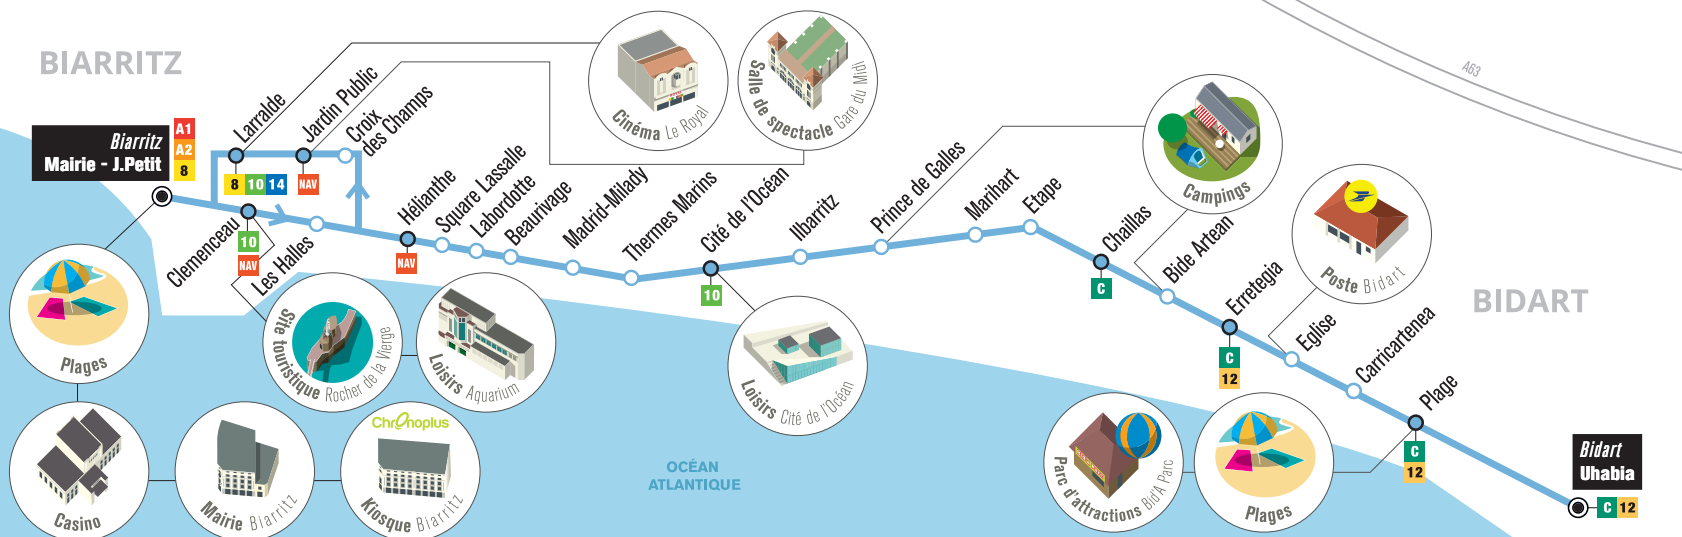 BIARRITZ
Biarritz
Mairie - J.Petit
A1
A2
8
Larralde
8 10 14
Jardin Public
NAV
Croix
des Champs
Clemenceau
10
NAV
Les Halles
Hélianthe
NAV
Square Lassalle
Labordotte
Beaurivage
Madrid-Milady
Thermes Marins
Cité de l'Océan
10
Ilbarritz
Prince de Galles
Marihart
Etape
Chaillas
C
Bide Artean
Erretegia
C
12
Eglise
Carricartenea
Plage
C
12
Bidart
Uhabia
C 12
BIDART
A63
Cinéma Le Royal
Salle de spectacle Gare du Midi
Campings
Poste Bidart
Plages
Site touristique Rocher de la Vierge
Loisirs Aquarium
Loisirs Cité de l'Océan
Casino
Mairie Biarritz
Chronoplus
Kiosque Biarritz
OCÉAN
ATLANTIQUE
Parc d'attractions Bid'A Parc
Plages